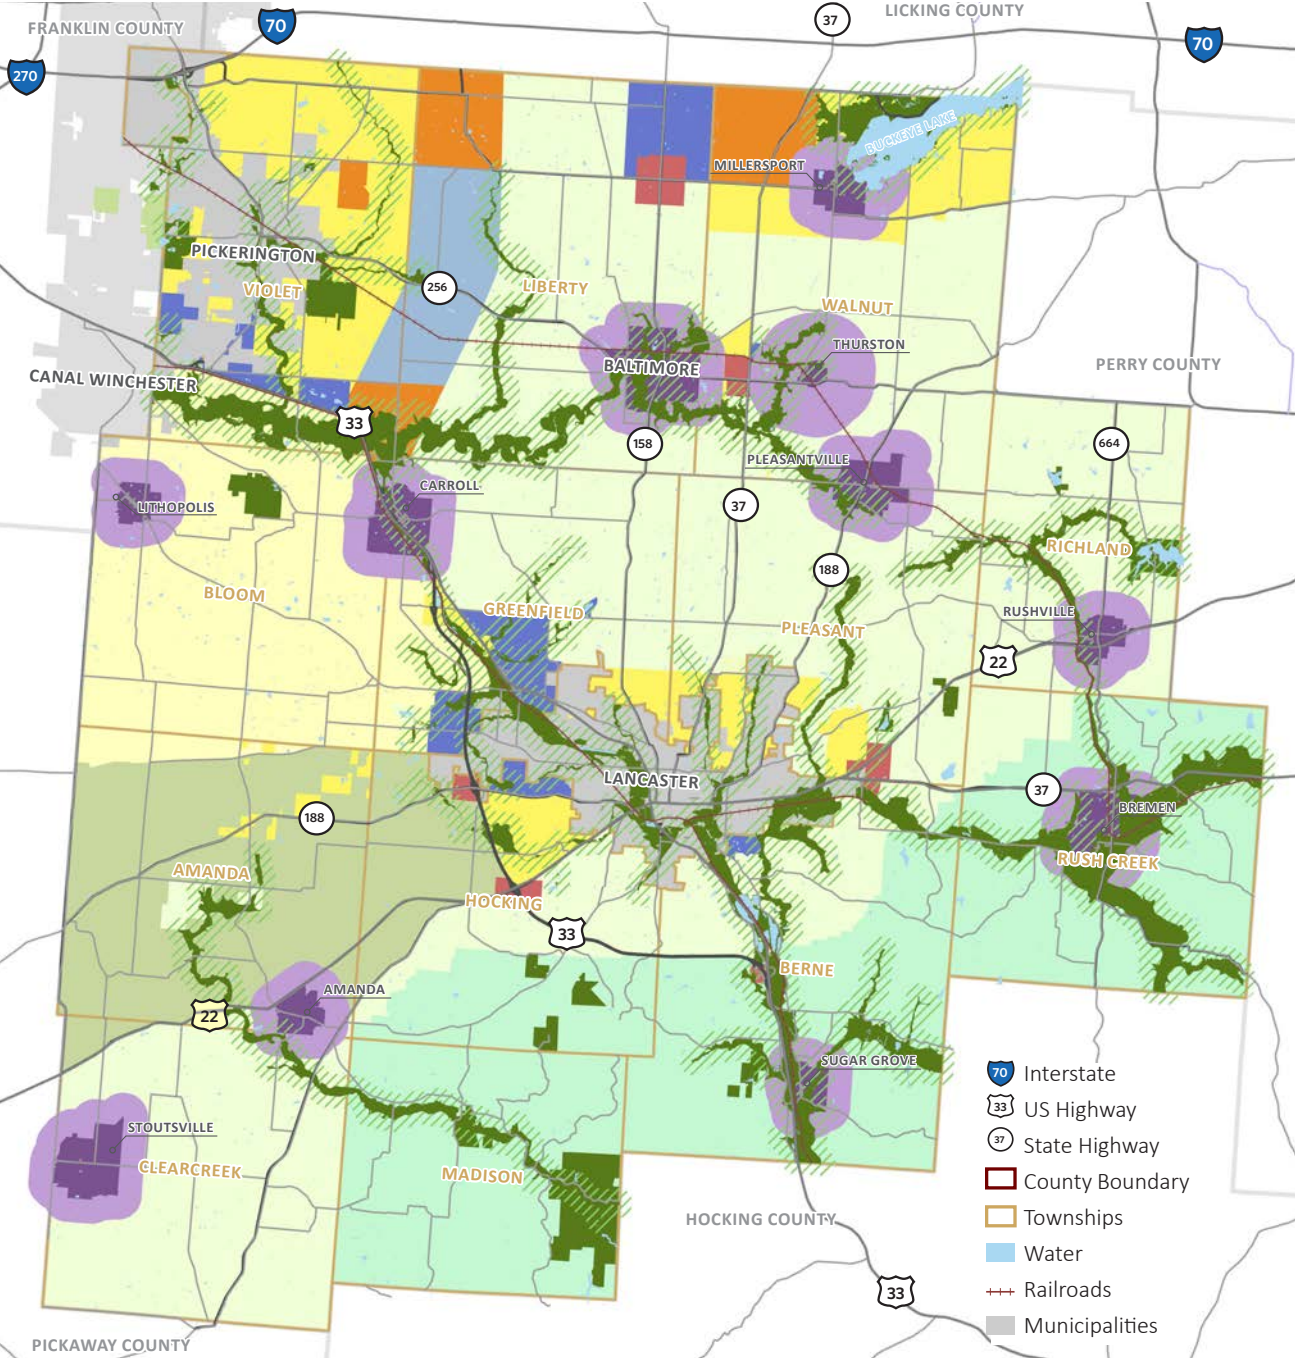 LICKING COUNTY
FRANKLIN COUNTY
70
37
70
270
BUCKEYE LAKE
MILLERSPORT
PICKERINGTON
VIOLET
256
LIBERTY
WALNUT
THURSTON
BALTIMORE
PERRY COUNTY
CANAL WINCHESTER
33
158
664
PLEASANTVILLE
CARROLL
LITHOPOLIS
37
RICHLAND
188
BLOOM
GREENFIELD
RUSHVILLE
PLEASANT
22
LANCASTER
37
BREMEN
188
RUSH CREEK
AMANDA
HOCKING
33
BERNE
AMANDA
22
SUGAR GROVE
STOUTSVILLE
CLEARCREEK
MADISON
HOCKING COUNTY
33
PICKAWAY COUNTY
70 Interstate
33 US Highway
37 State Highway
County Boundary
Townships
Water
Railroads
Municipalities